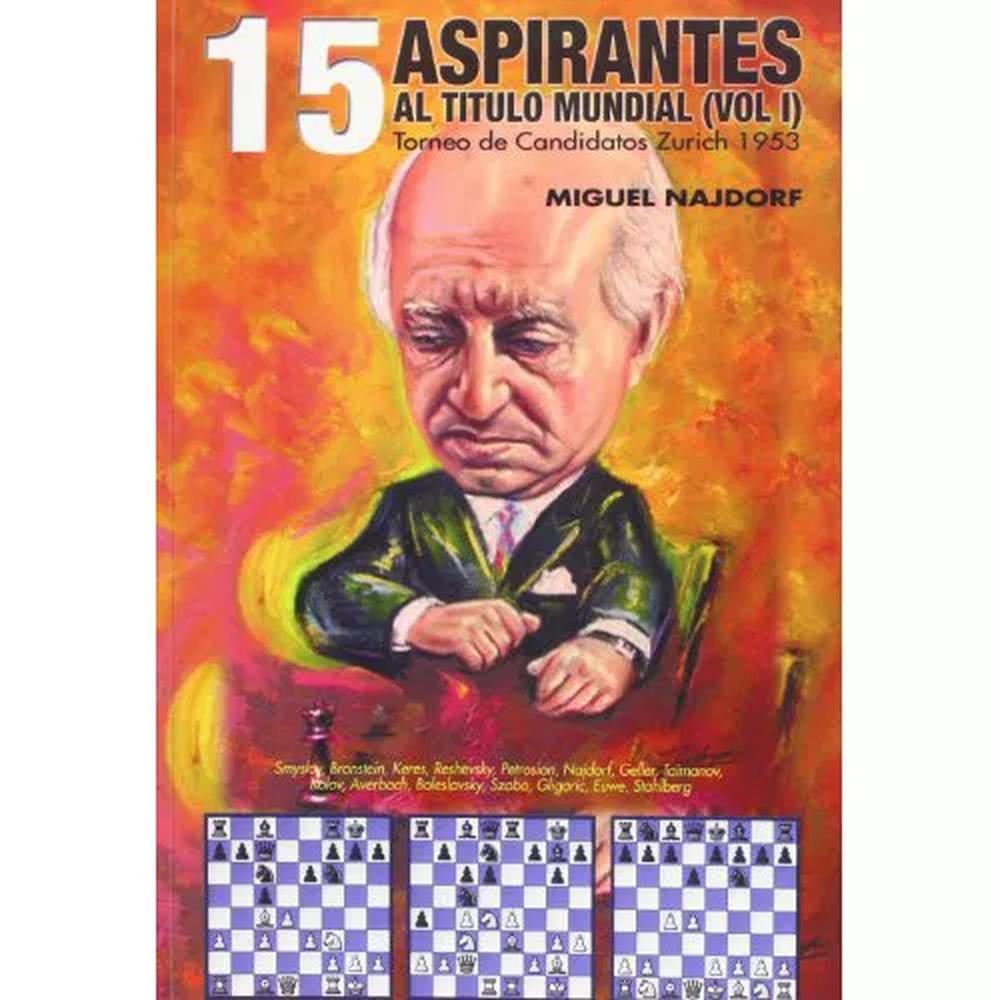 15 ASPIRANTES
AL TITULO MUNDIAL (VOL I)
Torneo de Candidatos Zurich 1953
MIGUEL NAJDORF
Smyslov, Bronstein, Keres, Reshevsky, Petrosian, Najdorf, Geller, Taimanov,
Kotov, Averbach, Boleslavsky, Szabo, Gligoric, Euwe, Stahlberg